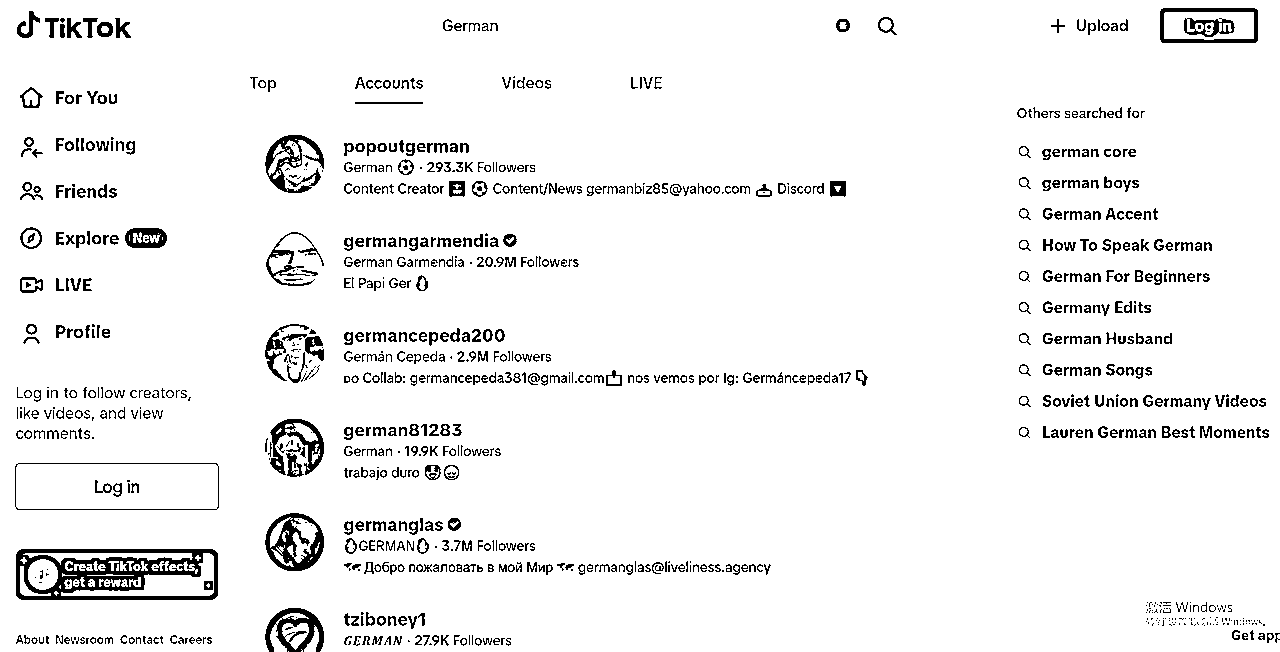 TikTok
German
Upload
Log in
For You
Following
Friends
Explore New
LIVE
Profile
Log in to follow creators,
like videos, and view
comments.
Log in
Create TikTok effects,
get a reward
About Newsroom Contact Careers
Top Accounts Videos LIVE
popoutgerman
German ⚽ · 293.3K Followers
Content Creator ⚽ Content/News germanbiz85@yahoo.com Discord
germangarmendia
German Garmendia · 20.9M Followers
El Papi Ger
germancepeda200
Germán Cepeda · 2.9M Followers
Collab: germancepeda381@gmail.com nos vemos por Ig: Germáncepeda17
german81283
German · 19.9K Followers
trabajo duro
germanglas
GERMAN · 3.7M Followers
Добро пожаловать в мой Мир germanglas@liveliness.agency
tziboney1
GERMAN · 27.9K Followers
Others searched for
german core
german boys
German Accent
How To Speak German
German For Beginners
Germany Edits
German Husband
German Songs
Soviet Union Germany Videos
Lauren German Best Moments
激活 Windows
Windows,
Get app